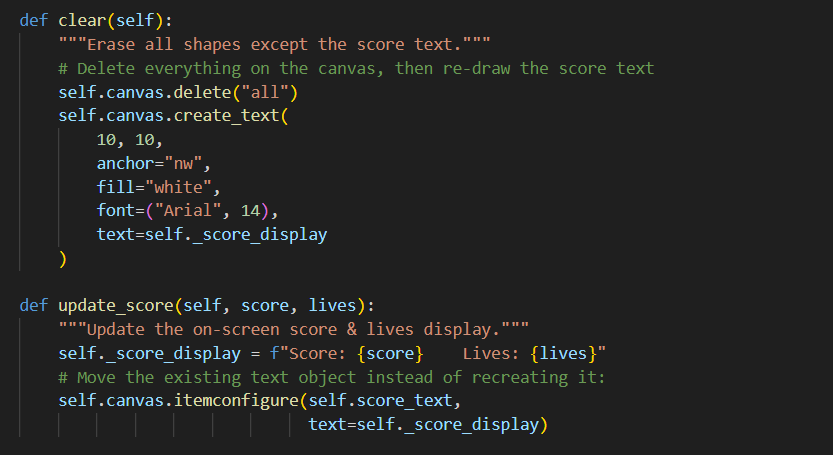 def clear(self):
    """Erase all shapes except the score text."""
    # Delete everything on the canvas, then re-draw the score text
    self.canvas.delete("all")
    self.canvas.create_text(
        10, 10,
        anchor="nw",
        fill="white",
        font=("Arial", 14),
        text=self._score_display
    )

def update_score(self, score, lives):
    """Update the on-screen score & lives display."""
    self._score_display = f"Score: {score}    Lives: {lives}"
    # Move the existing text object instead of recreating it:
    self.canvas.itemconfigure(self.score_text,
                              text=self._score_display)